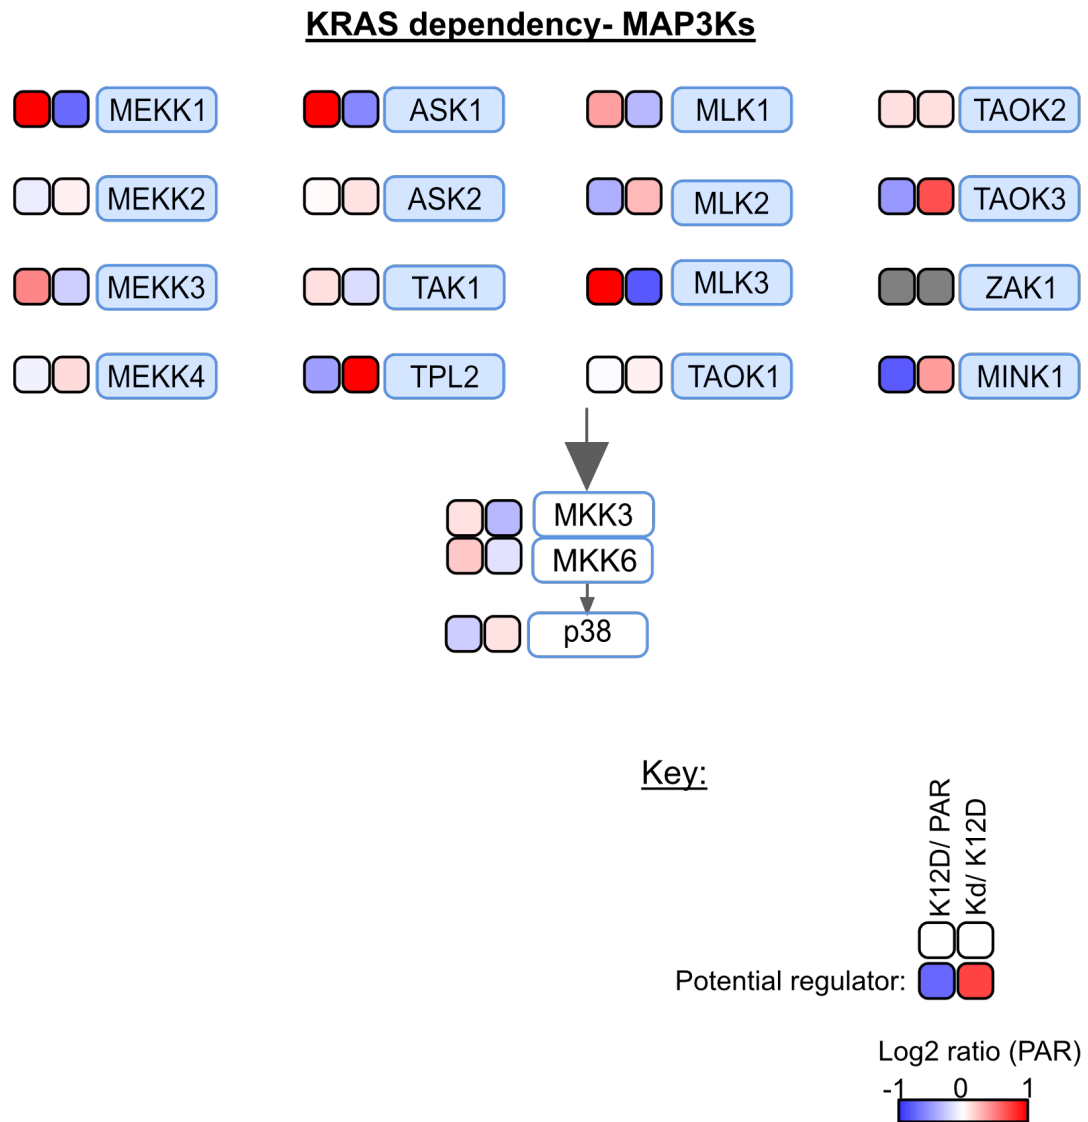 KRAS dependency- MAP3Ks
MEKK1
ASK1
MLK1
TAOK2
MEKK2
ASK2
MLK2
TAOK3
MEKK3
TAK1
MLK3
ZAK1
MEKK4
TPL2
TAOK1
MINK1
MKK3
MKK6
p38
Key:
K12D/ PAR
Kd/ K12D
Potential regulator:
Log2 ratio (PAR)
-1 0 1